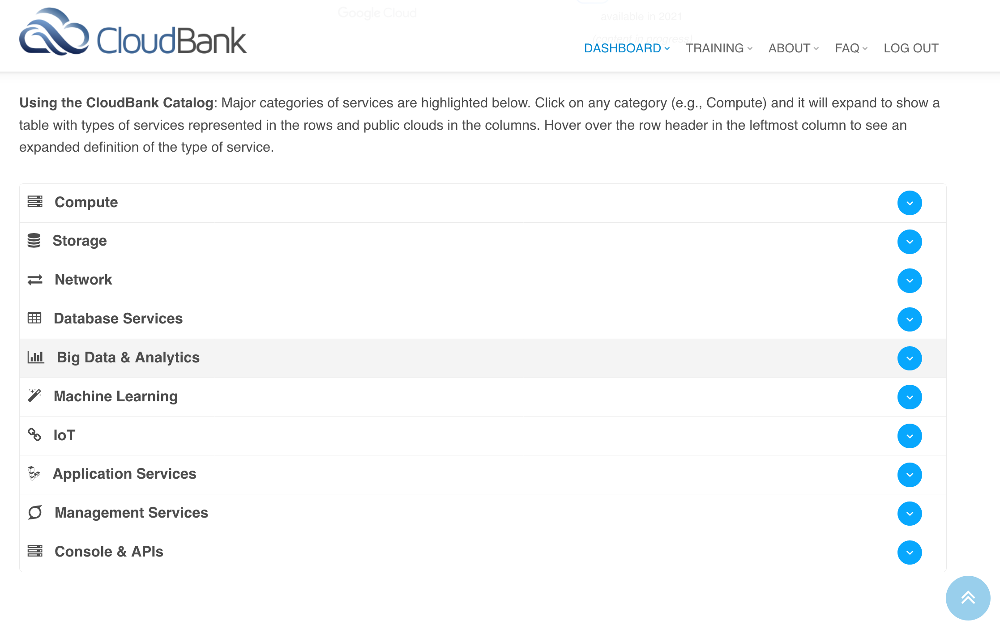 Google Cloud
available in 2021
(content in progress)
CloudBank
DASHBOARD TRAINING ABOUT FAQ LOG OUT
Using the CloudBank Catalog: Major categories of services are highlighted below. Click on any category (e.g., Compute) and it will expand to show a
table with types of services represented in the rows and public clouds in the columns. Hover over the row header in the leftmost column to see an
expanded definition of the type of service.
Compute
Storage
Network
Database Services
Big Data & Analytics
Machine Learning
IoT
Application Services
Management Services
Console & APIs